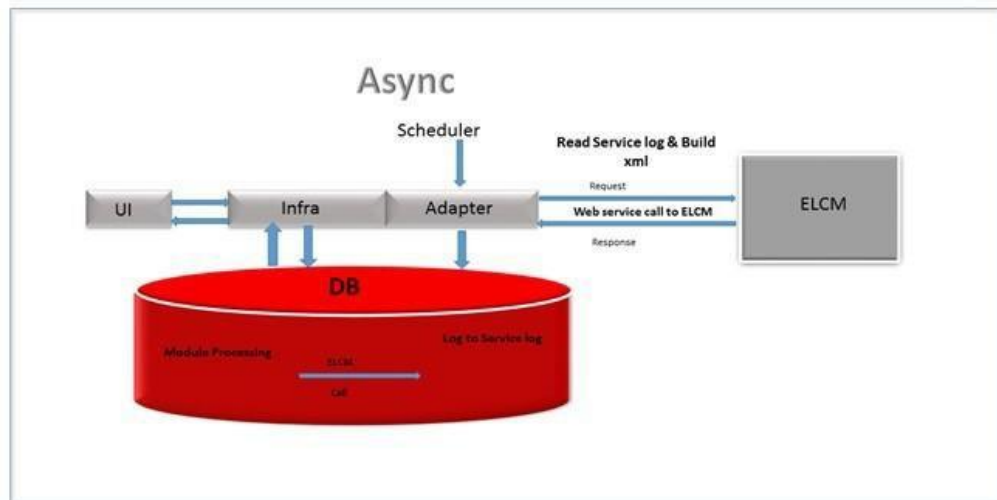 Async
Scheduler
Read Service log & Build
xml
Request
UI
Infra
Adapter
Web service call to ELCM
ELCM
Response
DB
Log to Service log
Module Processing
ELCM
Call